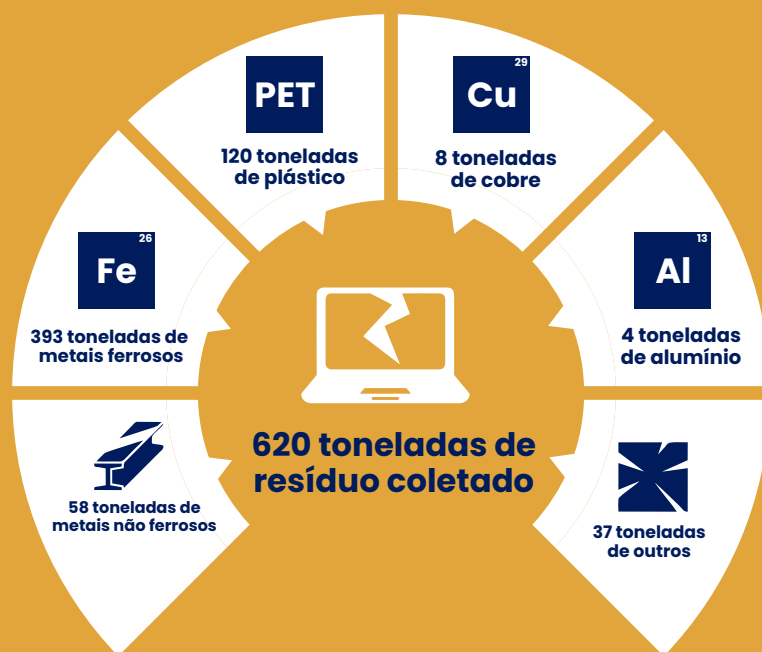 PET
120 toneladas
de plástico
29
Cu
8 toneladas
de cobre
26
Fe
393 toneladas de
metais ferrosos
13
Al
4 toneladas
de alumínio
58 toneladas de
metais não ferrosos
620 toneladas de
resíduo coletado
37 toneladas
de outros